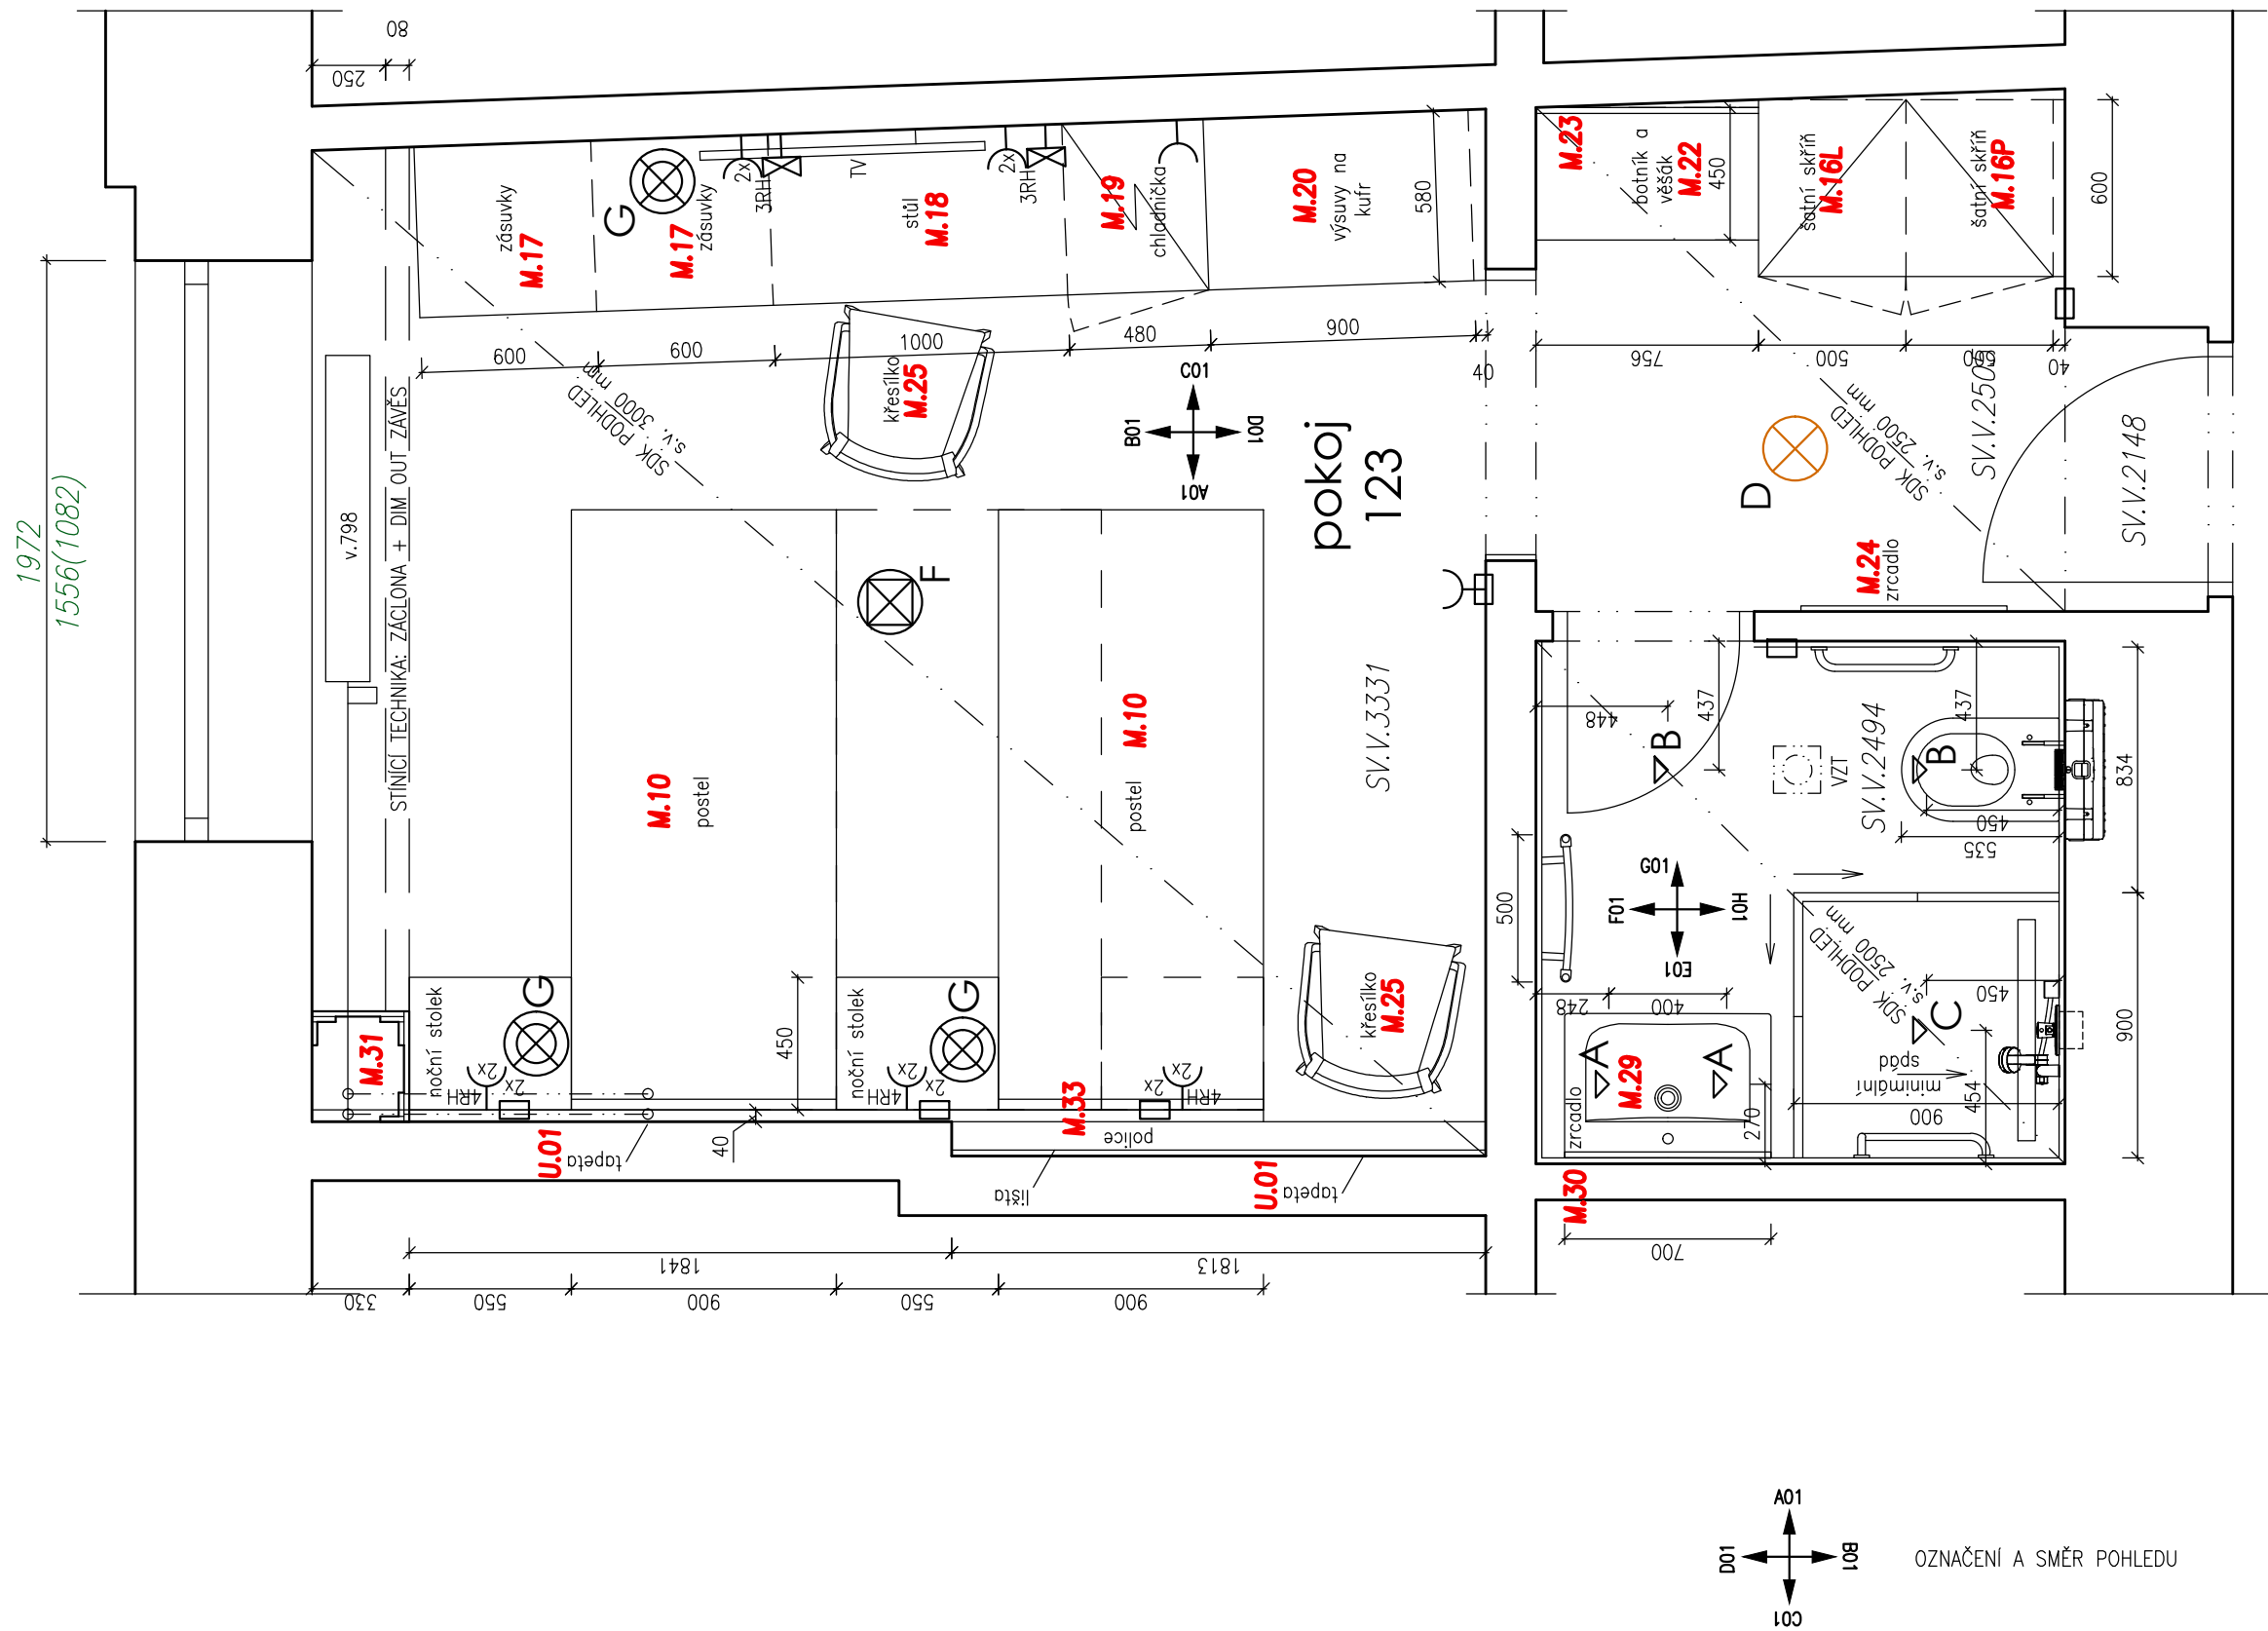 80
250
1972
1556(1082)
v.798
STÍNÍCÍ TECHNIKA: ZÁCLONA + DIM OUT ZÁVĚS
zásuvky
M.17
G
M.17
zásuvky
2x
3RH
TV
stůl
M.18
2x
3RH
M.19
chladnička
M.20
výsuvy na
kufr
580
600
600
1000
480
900
40
M.23
botník a
věšák
M.22
450
šatní skříň
M.16L
šatní skříň
M.16P
600
756
500
500
40
SDK PODHLED
s.v. 3000 mm
křesílko
M.25
C01
B01
D01
A01
pokoj
123
D
SDK PODHLED
s.v. 2500 mm
SV.V.2505
SV.V.2148
M.24
zrcadlo
F
M.10
postel
M.10
postel
SV.V.3331
448
437
B
VZT
SV.V.2494
437
B
450
535
834
500
G01
F01
H01
E01
SDK PODHLED
s.v. 2500 mm
450
C
900
minimální
spád
900
454
248
400
A
A
M.29
zrcadlo
270
M.30
700
M.31
noční stolek
G
2x
4RH
2x
450
noční stolek
G
2x
4RH
2x
M.33
police
2x
2x
4RH
křesílko
M.25
U.01
tapeta
40
lišta
U.01
tapeta
1841
1813
330
550
900
550
900
A01
D01
B01
C01
OZNAČENÍ A SMĚR POHLEDU